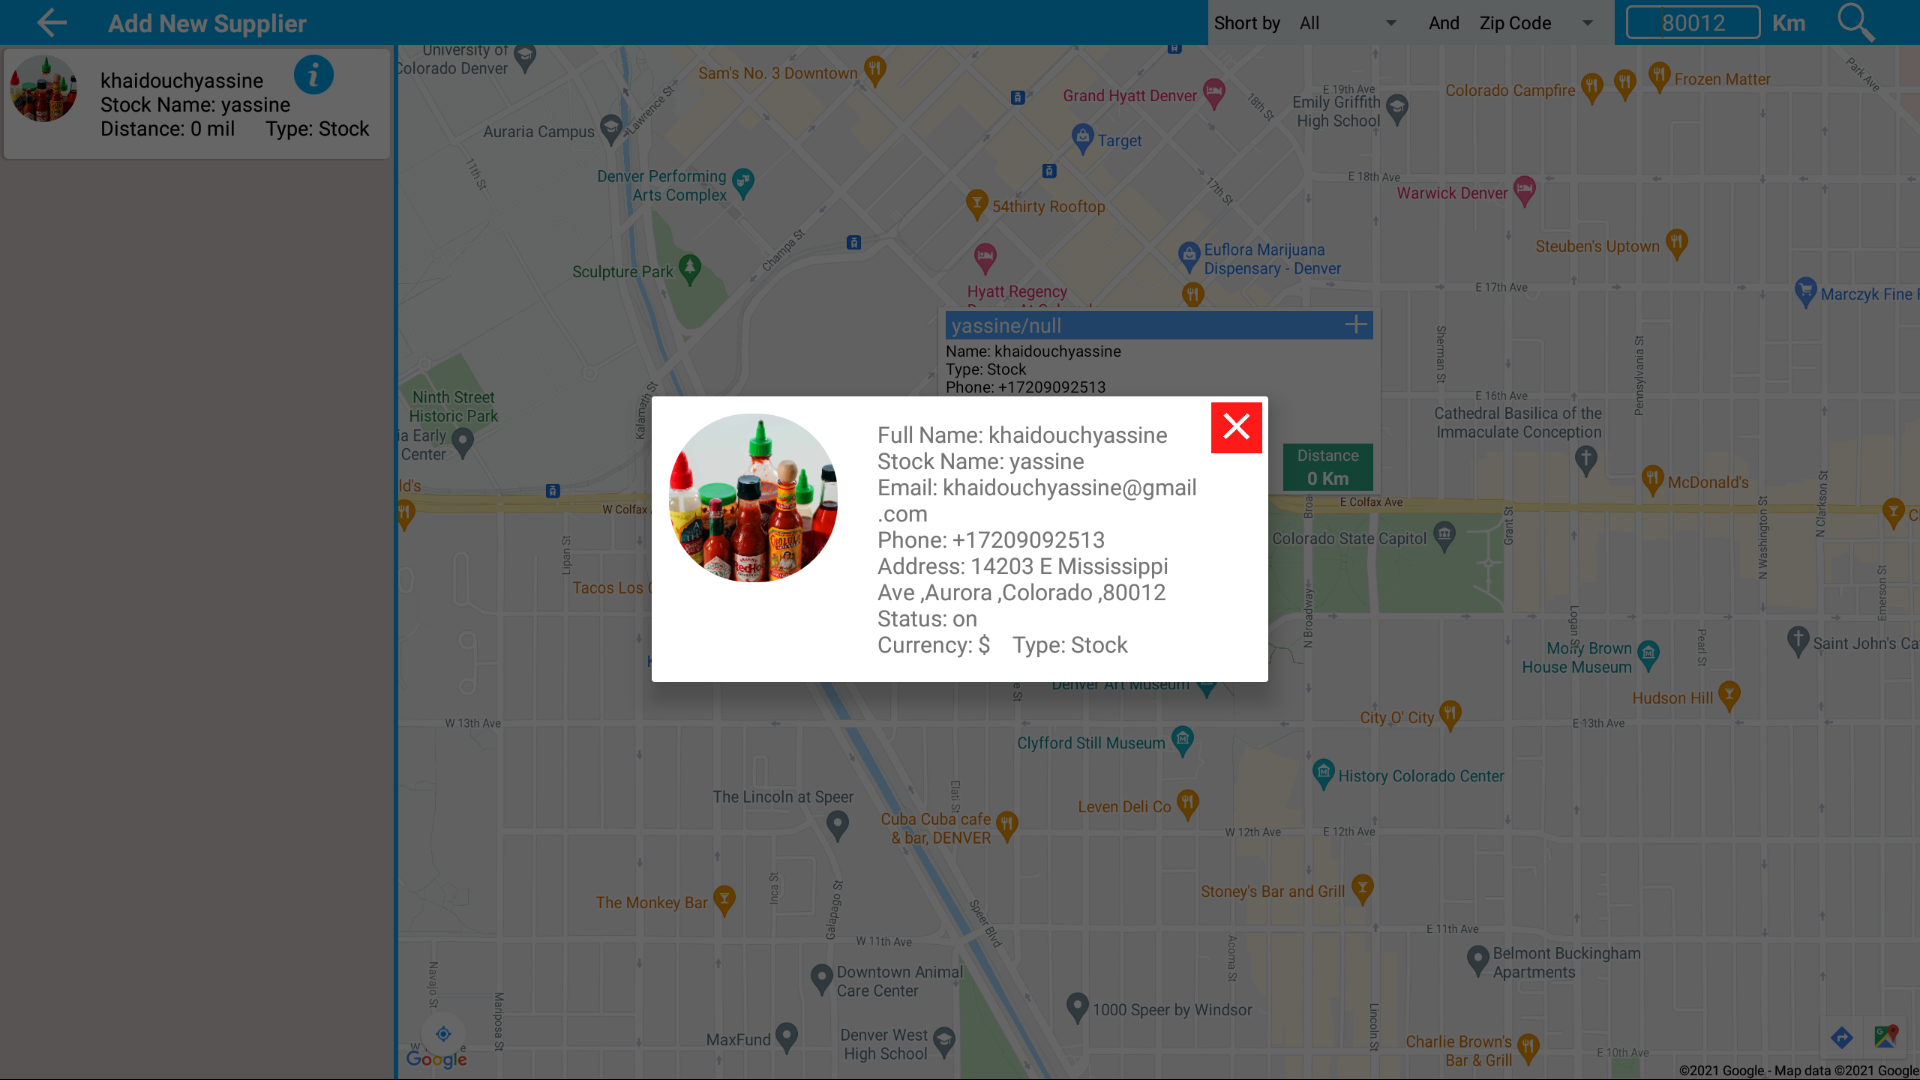 Add New Supplier
Short by All And Zip Code 80012 Km
khaidouchyassine
Stock Name: yassine
Distance: 0 mil Type: Stock
University of
Colorado Denver
Sam's No. 3 Downtown
Grand Hyatt Denver
E 19th Ave
Emily Griffith
High School
Colorado Campfire
Frozen Matter
Park Ave
Lawrence St
18th St
Auraria Campus
Target
11th St
Denver Performing
Arts Complex
17th St
E 18th Ave
Warwick Denver
54thirty Rooftop
Champa St
Steuben's Uptown
Euflora Marijuana
Dispensary - Denver
Sculpture Park
Hyatt Regency
E 17th Ave
Marczyk Fine F
yassine/null
Name: khaidouchyassine
Type: Stock
Phone: +17209092513
Sherman St
Pennsylvania St
Kalamath St
Ninth Street
Historic Park
ia Early
Center
E 16th Ave
Cathedral Basilica of the
Immaculate Conception
Distance
0 Km
ld's
McDonald's
W Colfax
E Colfax Ave
Full Name: khaidouchyassine
Stock Name: yassine
Email: khaidouchyassine@gmail
.com
Phone: +17209092513
Address: 14203 E Mississippi
Ave ,Aurora ,Colorado ,80012
Status: on
Currency: $ Type: Stock
Lipan St
Colorado State Capitol
Grant St
N Washington St
N Clarkson St
Tacos Los
Emerson St
N Broadway
Logan St
Pearl St
Molly Brown
House Museum
Saint John's Ca
Denver Art Museum
Hudson Hill
W 13th Ave
City O' City
E 13th Ave
Clyfford Still Museum
History Colorado Center
The Lincoln at Speer
Elati St
Leven Deli Co
Cuba Cuba cafe
& bar, DENVER
W 12th Ave
E 12th Ave
Inca St
Galapago St
The Monkey Bar
Stoney's Bar and Grill
Speer Blvd
W 11th Ave
E 11th Ave
Acoma St
Belmont Buckingham
Apartments
Navajo St
Mariposa St
Downtown Animal
Care Center
1000 Speer by Windsor
Lincoln St
MaxFund
Denver West
High School
Charlie Brown's
Bar & Grill
E 10th Ave
Google
©2021 Google - Map data ©2021 Google